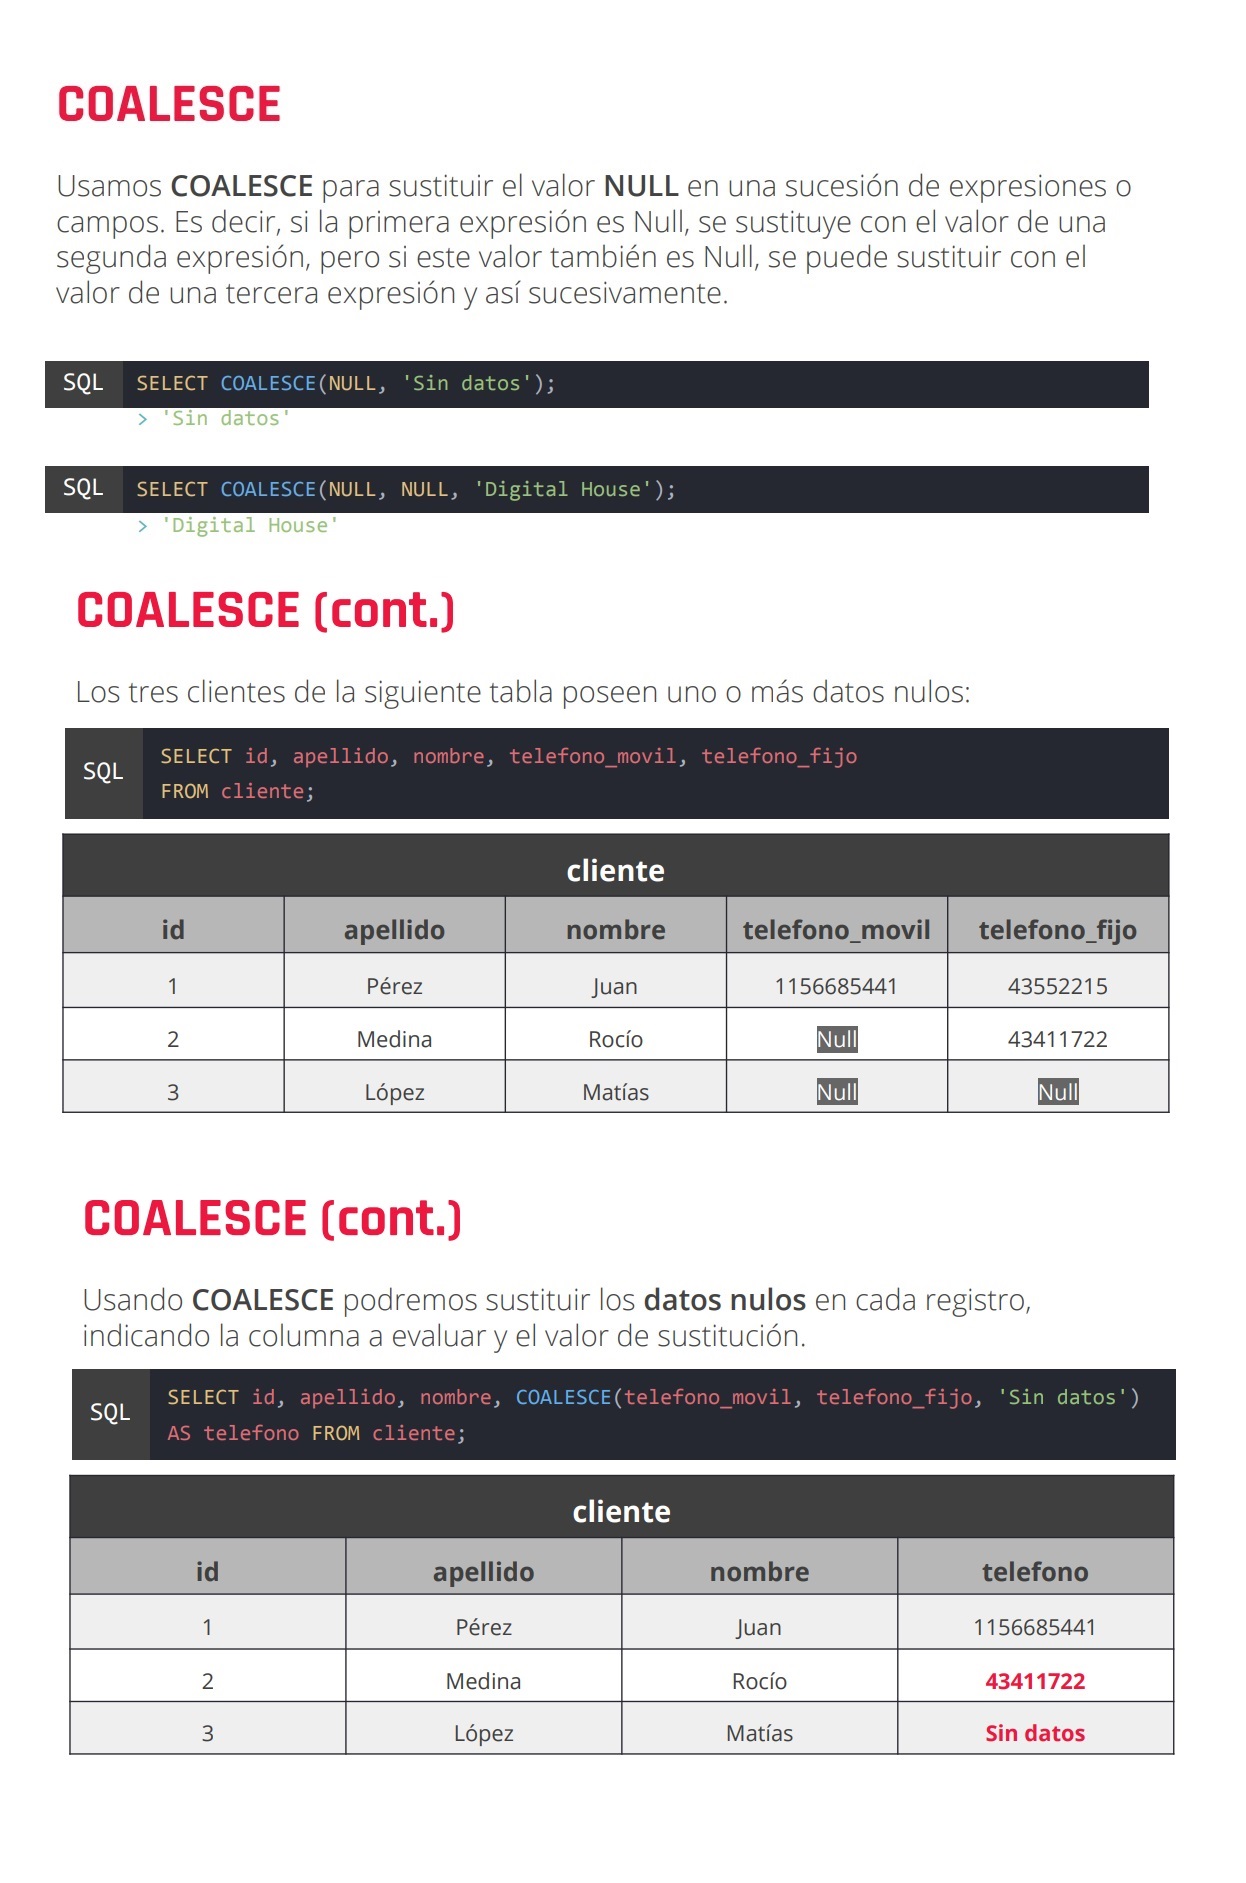 COALESCE
Usamos COALESCE para sustituir el valor NULL en una sucesión de expresiones o
campos. Es decir, si la primera expresión es Null, se sustituye con el valor de una
segunda expresión, pero si este valor también es Null, se puede sustituir con el
valor de una tercera expresión y así sucesivamente.
SQL SELECT COALESCE(NULL, 'Sin datos');
> 'Sin datos'
SQL SELECT COALESCE(NULL, NULL, 'Digital House');
> 'Digital House'
COALESCE (cont.)
Los tres clientes de la siguiente tabla poseen uno o más datos nulos:
SQL
SELECT id, apellido, nombre, telefono_movil, telefono_fijo
FROM cliente;
cliente
id apellido nombre telefono_movil telefono_fijo
1 Pérez Juan 1156685441 43552215
2 Medina Rocío Null 43411722
3 López Matías Null Null
COALESCE (cont.)
Usando COALESCE podremos sustituir los datos nulos en cada registro,
indicando la columna a evaluar y el valor de sustitución.
SQL
SELECT id, apellido, nombre, COALESCE(telefono_movil, telefono_fijo, 'Sin datos')
AS telefono FROM cliente;
cliente
id apellido nombre telefono
1 Pérez Juan 1156685441
2 Medina Rocío 43411722
3 López Matías Sin datos